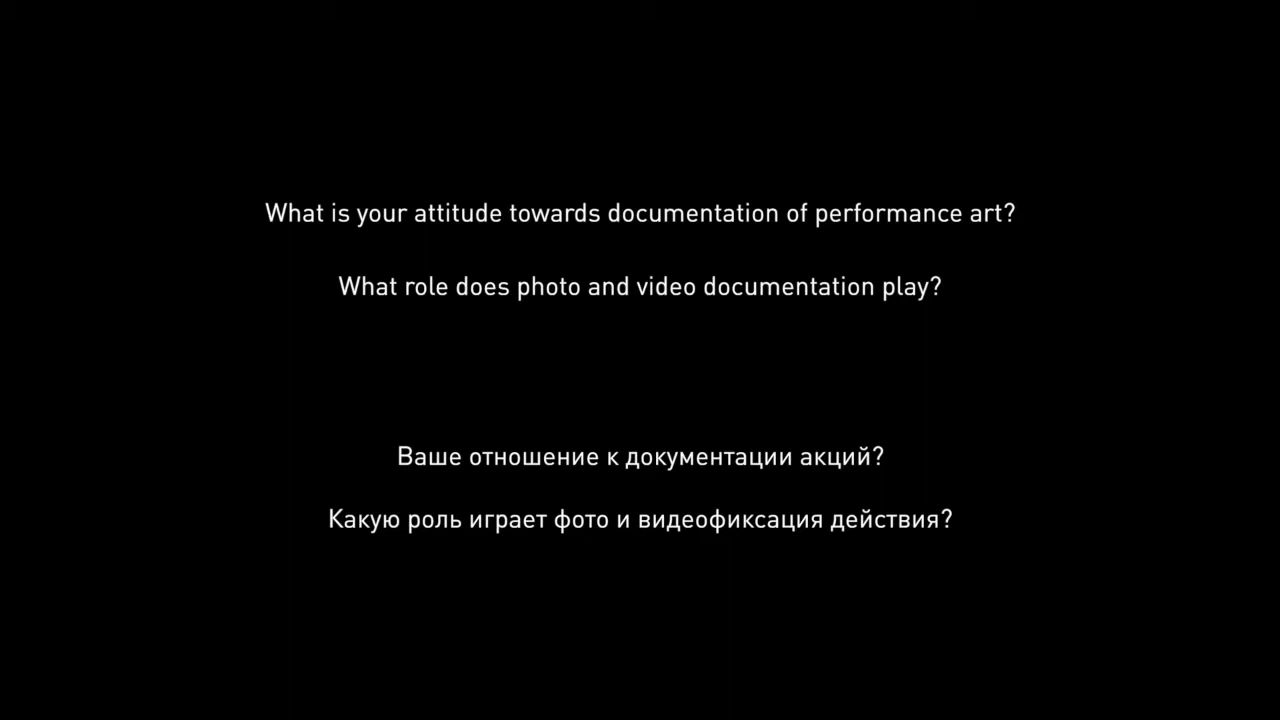 What is your attitude towards documentation of performance art?
What role does photo and video documentation play?
Ваше отношение к документации акций?
Какую роль играет фото и видеофиксация действия?